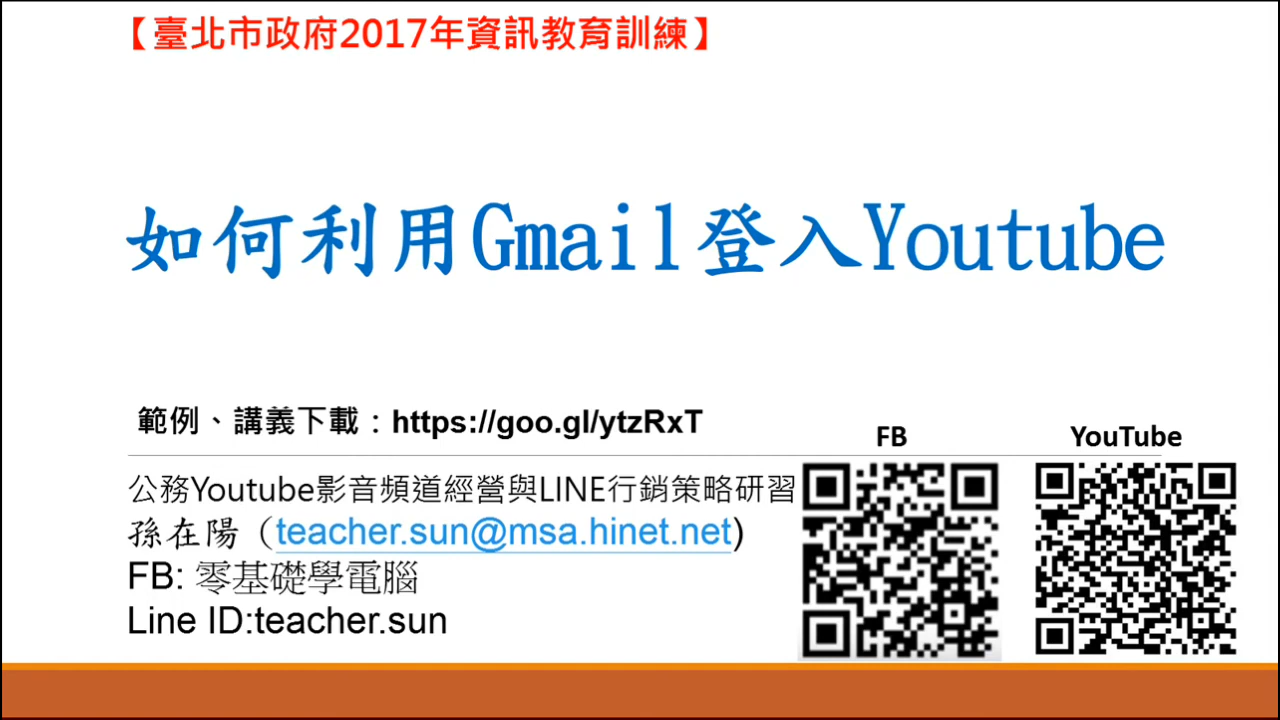 【臺北市政府2017年資訊教育訓練】
如何利用Gmail登入Youtube
範例、講義下載：https://goo.gl/ytzRxT
FB
YouTube
公務Youtube影音頻道經營與LINE行銷策略研習
孫在陽（teacher.sun@msa.hinet.net)
FB: 零基礎學電腦
Line ID:teacher.sun